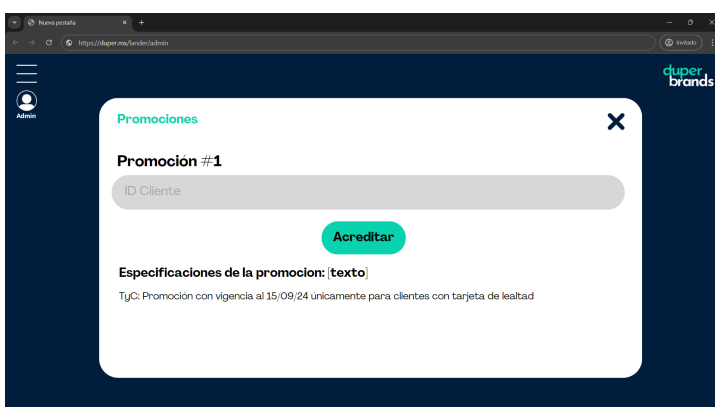 Nueva pestaña
https://duper.mx/lander/admin
Invitado
duper
brands
Admin
Promociones
Promoción #1
ID Cliente
Acreditar
Especificaciones de la promocion: [texto]
TyC: Promoción con vigencia al 15/09/24 únicamente para clientes con tarjeta de lealtad